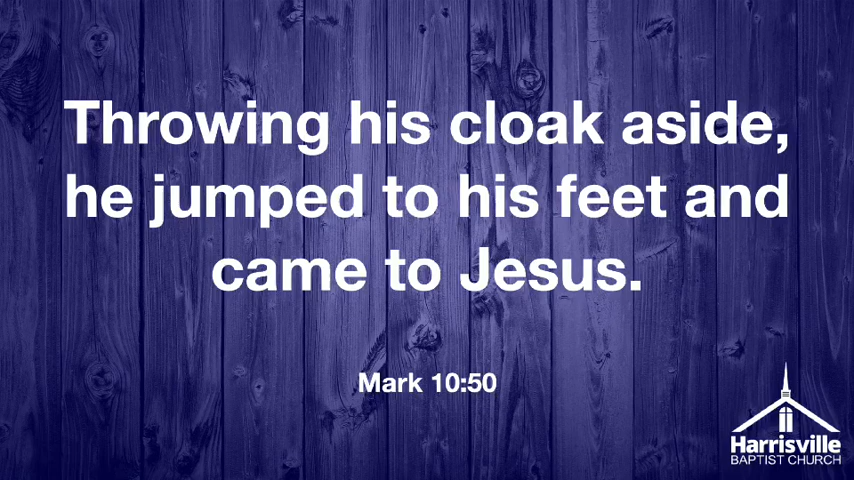 Throwing his cloak aside,
he jumped to his feet and
came to Jesus.
Mark 10:50
Harrisville
BAPTIST CHURCH